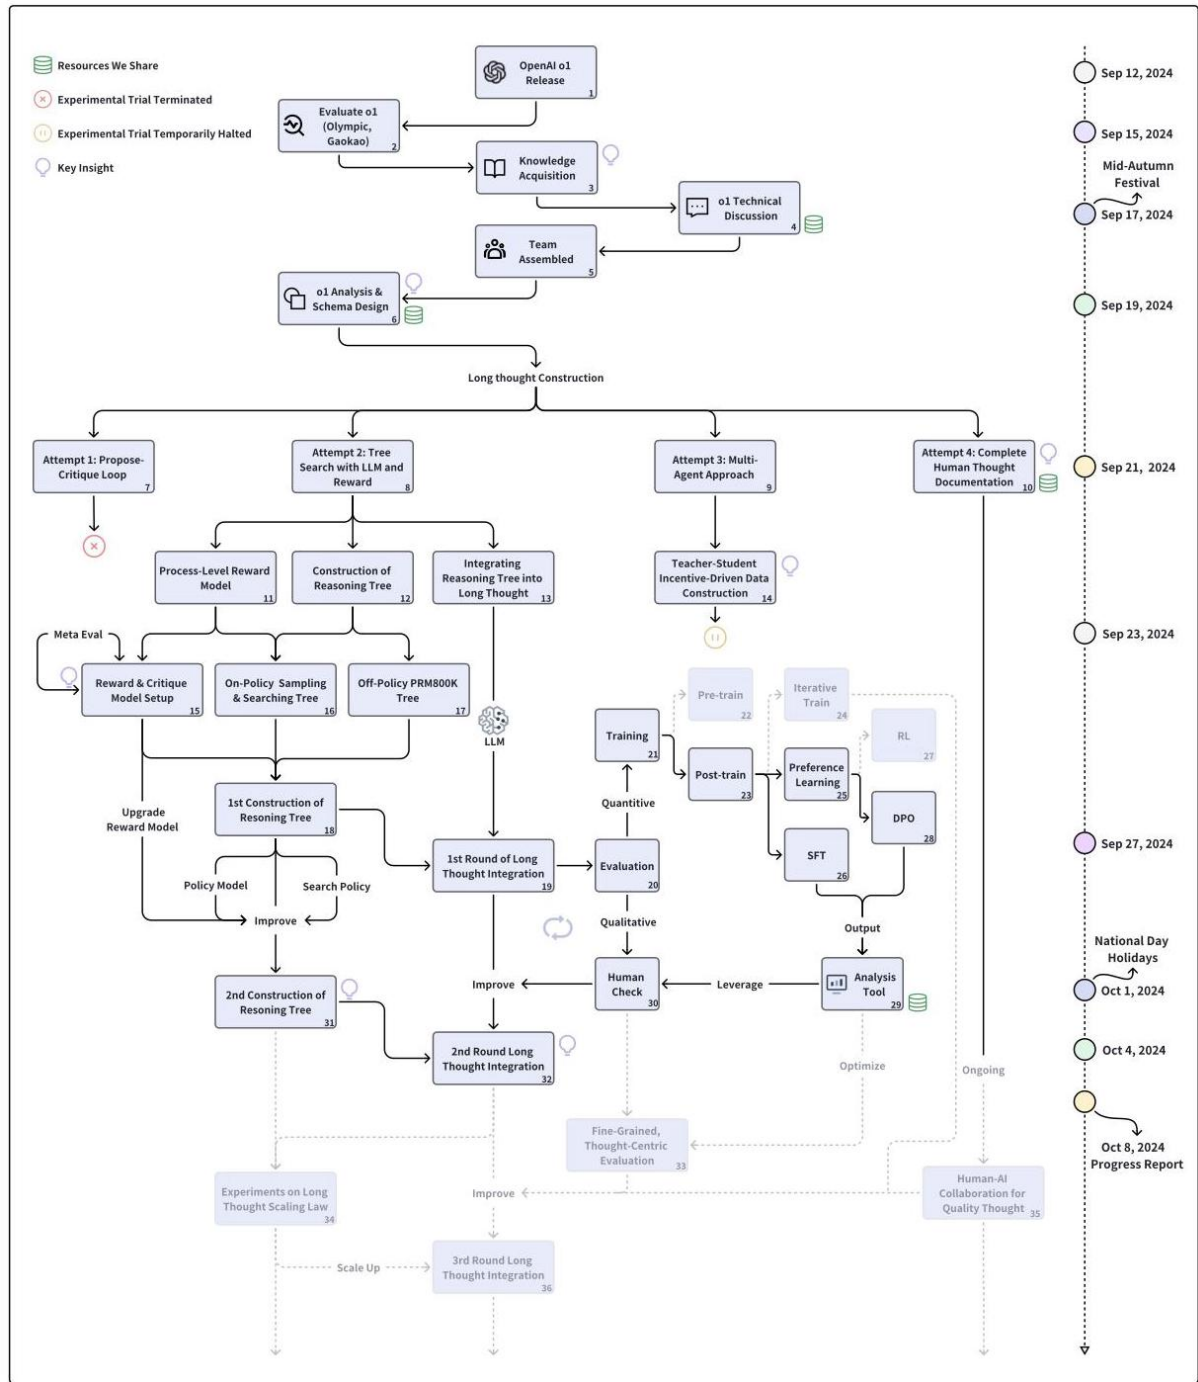 Resources We Share
Experimental Trial Terminated
Experimental Trial Temporarily Halted
Key Insight
OpenAI o1
Release
1
Evaluate o1
(Olympic,
Gaokao)
2
Knowledge
Acquisition
3
o1 Technical
Discussion
4
Team
Assembled
5
o1 Analysis &
Schema Design
6
Long thought Construction
Attempt 1: Propose-
Critique Loop
7
Attempt 2: Tree
Search with LLM and
Reward
8
Attempt 3: Multi-
Agent Approach
9
Attempt 4: Complete
Human Thought
Documentation
10
Process-Level Reward
Model
11
Construction of
Reasoning Tree
12
Integrating
Reasoning Tree into
Long Thought
13
Teacher-Student
Incentive-Driven Data
Construction
14
Meta Eval
Reward & Critique
Model Setup
15
On-Policy Sampling
& Searching Tree
16
Off-Policy PRM800K
Tree
17
LLM
Pre-train
22
Iterative
Train
24
RL
27
Training
21
Post-train
23
Preference
Learning
25
DPO
28
SFT
26
Quantitive
Upgrade
Reward Model
1st Construction of
Resoning Tree
18
1st Round of Long
Thought Integration
19
Evaluation
20
Policy Model
Search Policy
Improve
Qualitative
Output
2nd Construction of
Resoning Tree
31
Improve
Human
Check
30
Leverage
Analysis
Tool
29
2nd Round Long
Thought Integration
32
Optimize
Ongoing
Fine-Grained,
Thought-Centric
Evaluation
33
Experiments on Long
Thought Scaling Law
34
Improve
Human-AI
Collaboration for
Quality Thought
35
Scale Up
3rd Round Long
Thought Integration
36
Sep 12, 2024
Sep 15, 2024
Mid-Autumn
Festival
Sep 17, 2024
Sep 19, 2024
Sep 21, 2024
Sep 23, 2024
Sep 27, 2024
National Day
Holidays
Oct 1, 2024
Oct 4, 2024
Oct 8, 2024
Progress Report